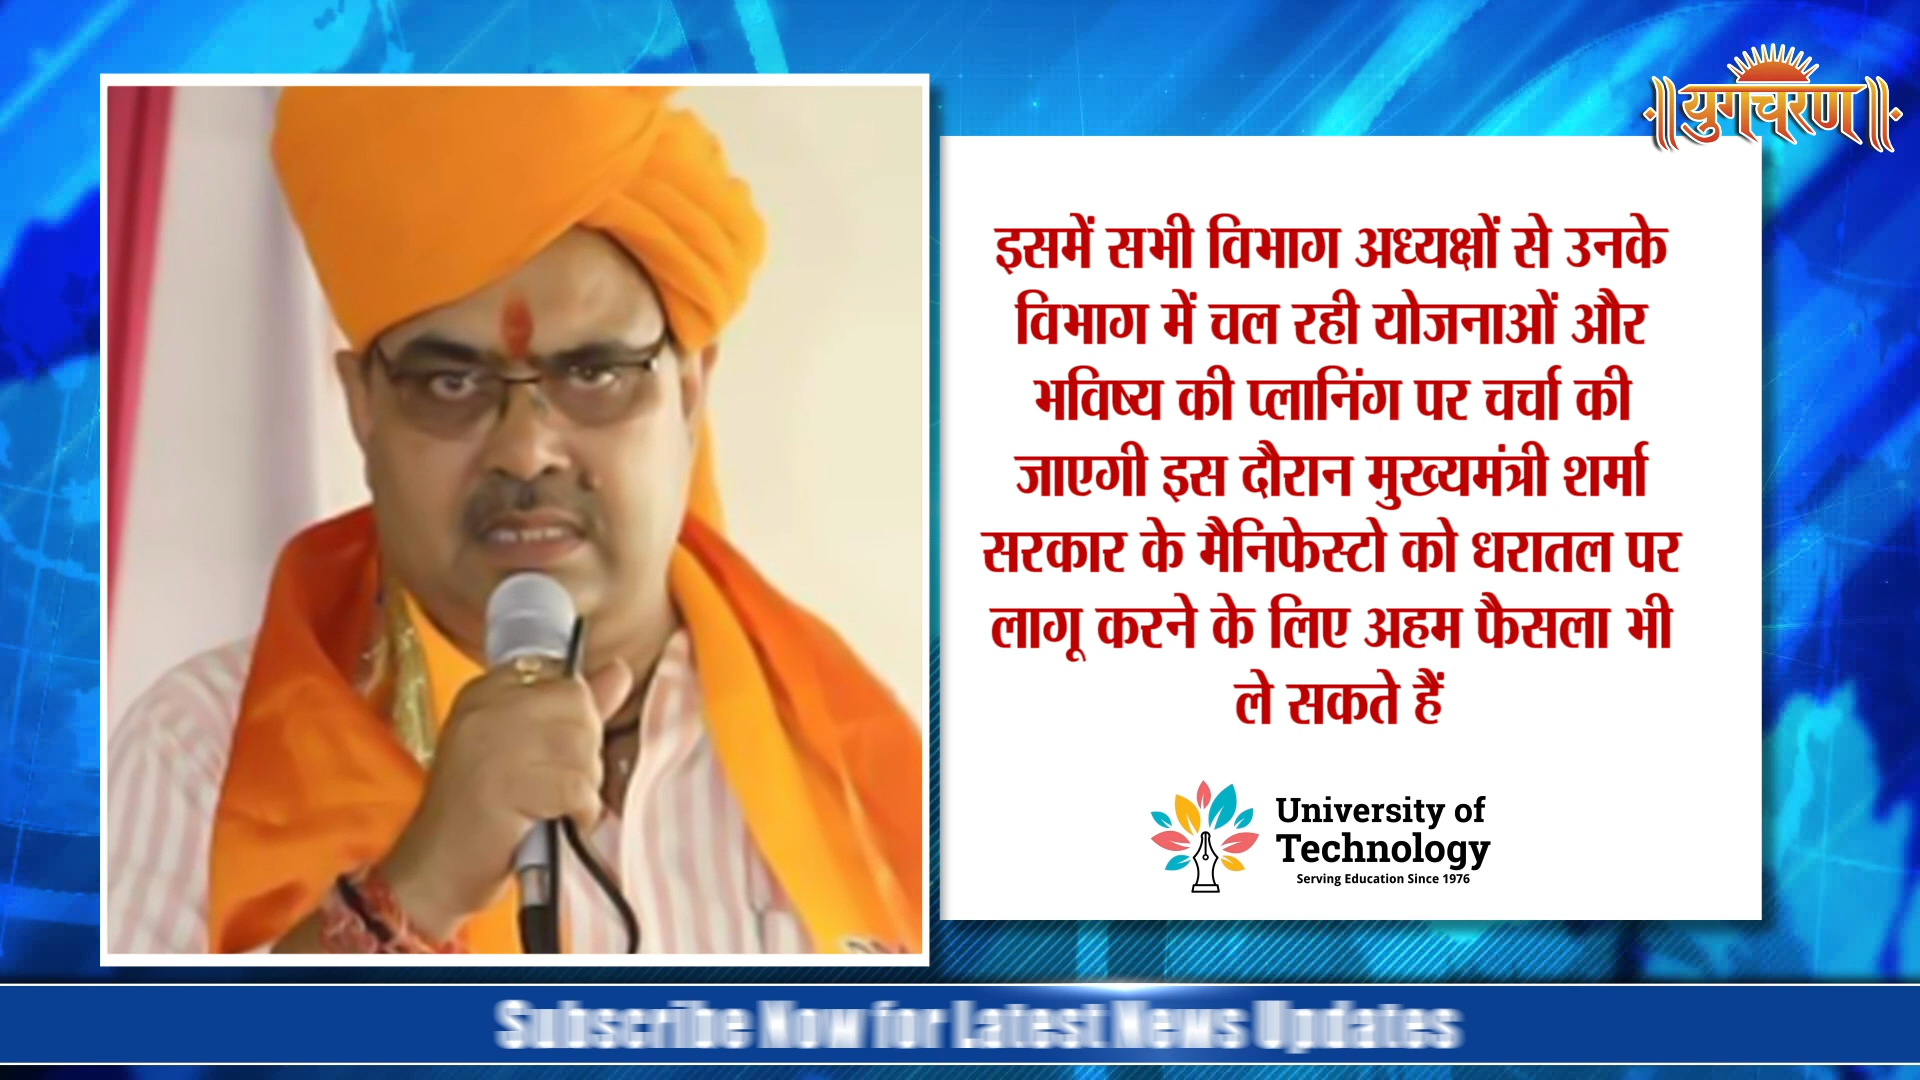 युगचरण
इसमें सभी विभाग अध्यक्षों से उनके
विभाग में चल रही योजनाओं और
भविष्य की प्लानिंग पर चर्चा की
जाएगी इस दौरान मुख्यमंत्री शर्मा
सरकार के मैनिफेस्टो को धरातल पर
लागू करने के लिए अहम फैसला भी
ले सकते हैं
University of
Technology
Serving Education Since 1976
Subscribe Now for Latest News Updates